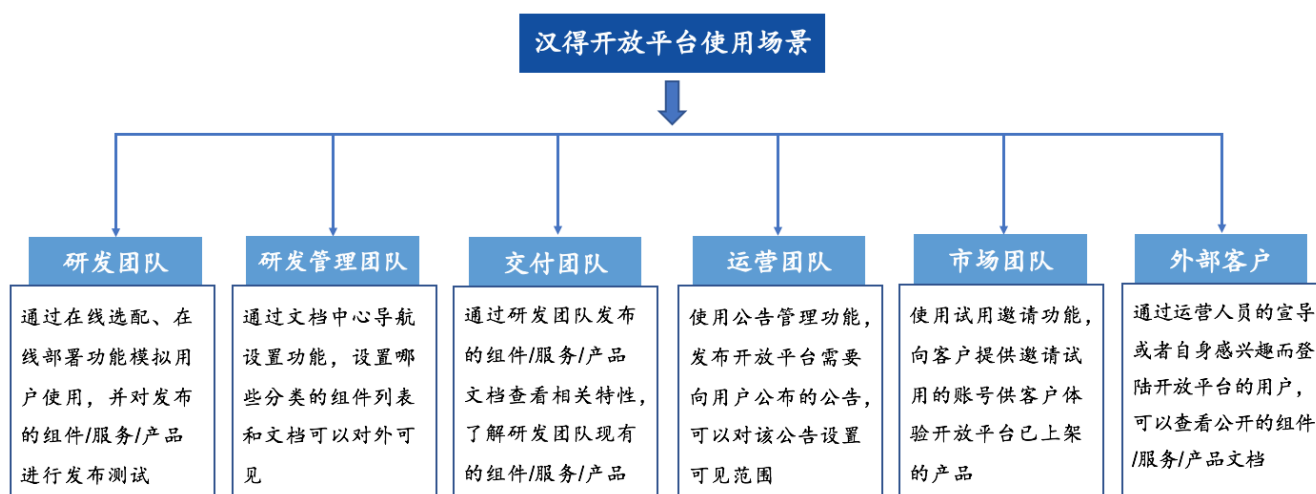 汉得开放平台使用场景
研发团队
通过在线选配、在
线部署功能模拟用
户使用，并对发布
的组件/服务/产品
进行发布测试
研发管理团队
通过文档中心导航
设置功能，设置哪
些分类的组件列表
和文档可以对外可
见
交付团队
通过研发团队发布
的组件/服务/产品
文档查看相关特性，
了解研发团队现有
的组件/服务/产品
运营团队
使用公告管理功能，
发布开放平台需要
向用户公布的公告，
可以对该公告设置
可见范围
市场团队
使用试用邀请功能，
向客户提供邀请试
用的账号供客户体
验开放平台已上架
的产品
外部客户
通过运营人员的宣导
或者自身感兴趣而登
陆开放平台的用户，
可以查看公开的组件
/服务/产品文档